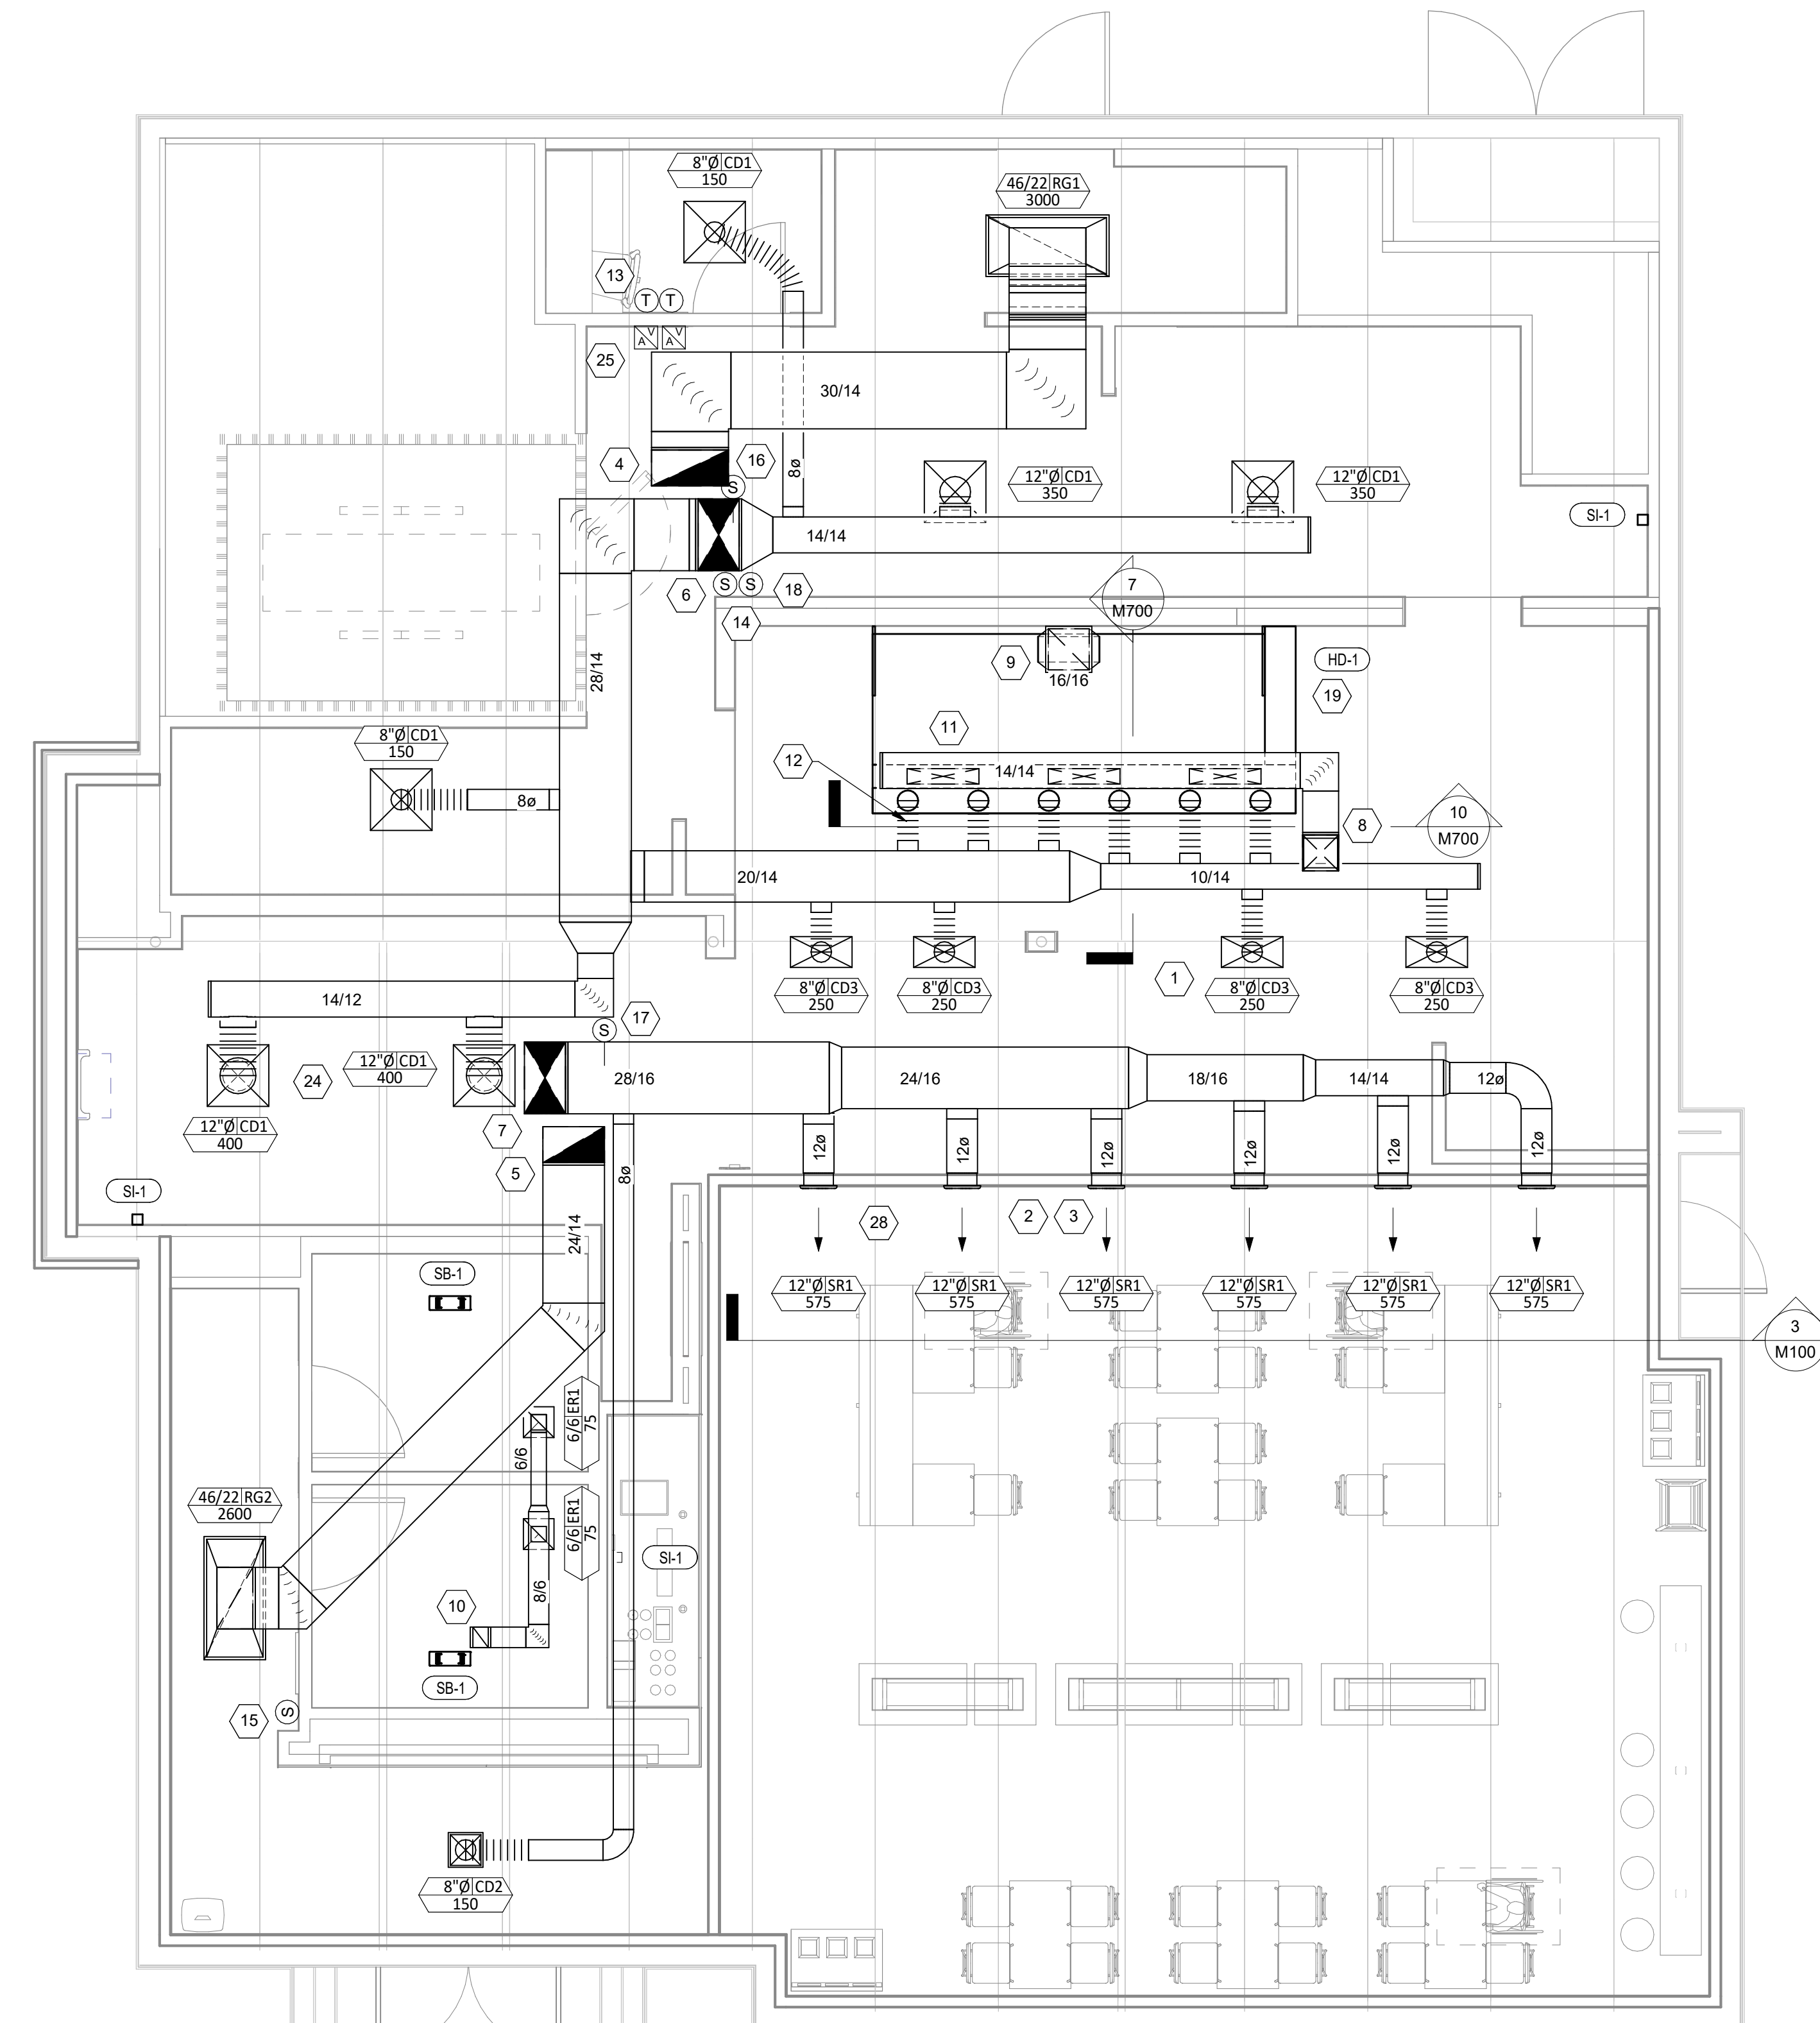 8"Ø CD1
150
46/22 RG1
3000
13
T T
V V
A A
25
30/14
4
16
S
8ø
12"Ø CD1
350
12"Ø CD1
350
SI-1
14/14
6
S S
18
7
M700
14
28/14
9
16/16
HD-1
19
11
8"Ø CD1
150
12
14/14
8ø
10
M700
8
20/14
10/14
1
8"Ø CD3
250
8"Ø CD3
250
8"Ø CD3
250
8"Ø CD3
250
14/12
17
S
24
12"Ø CD1
400
28/16
24/16
18/16
14/14
12ø
12"Ø CD1
400
7
5
8ø
12ø
12ø
12ø
12ø
12ø
12ø
SI-1
24/14
28
2
3
SB-1
12"Ø SR1
575
12"Ø SR1
575
12"Ø SR1
575
12"Ø SR1
575
12"Ø SR1
575
12"Ø SR1
575
3
M100
6/6 ER1
75
6/6
46/22 RG2
2600
6/6 ER1
75
SI-1
8/6
10
SB-1
15
S
8"Ø CD2
150